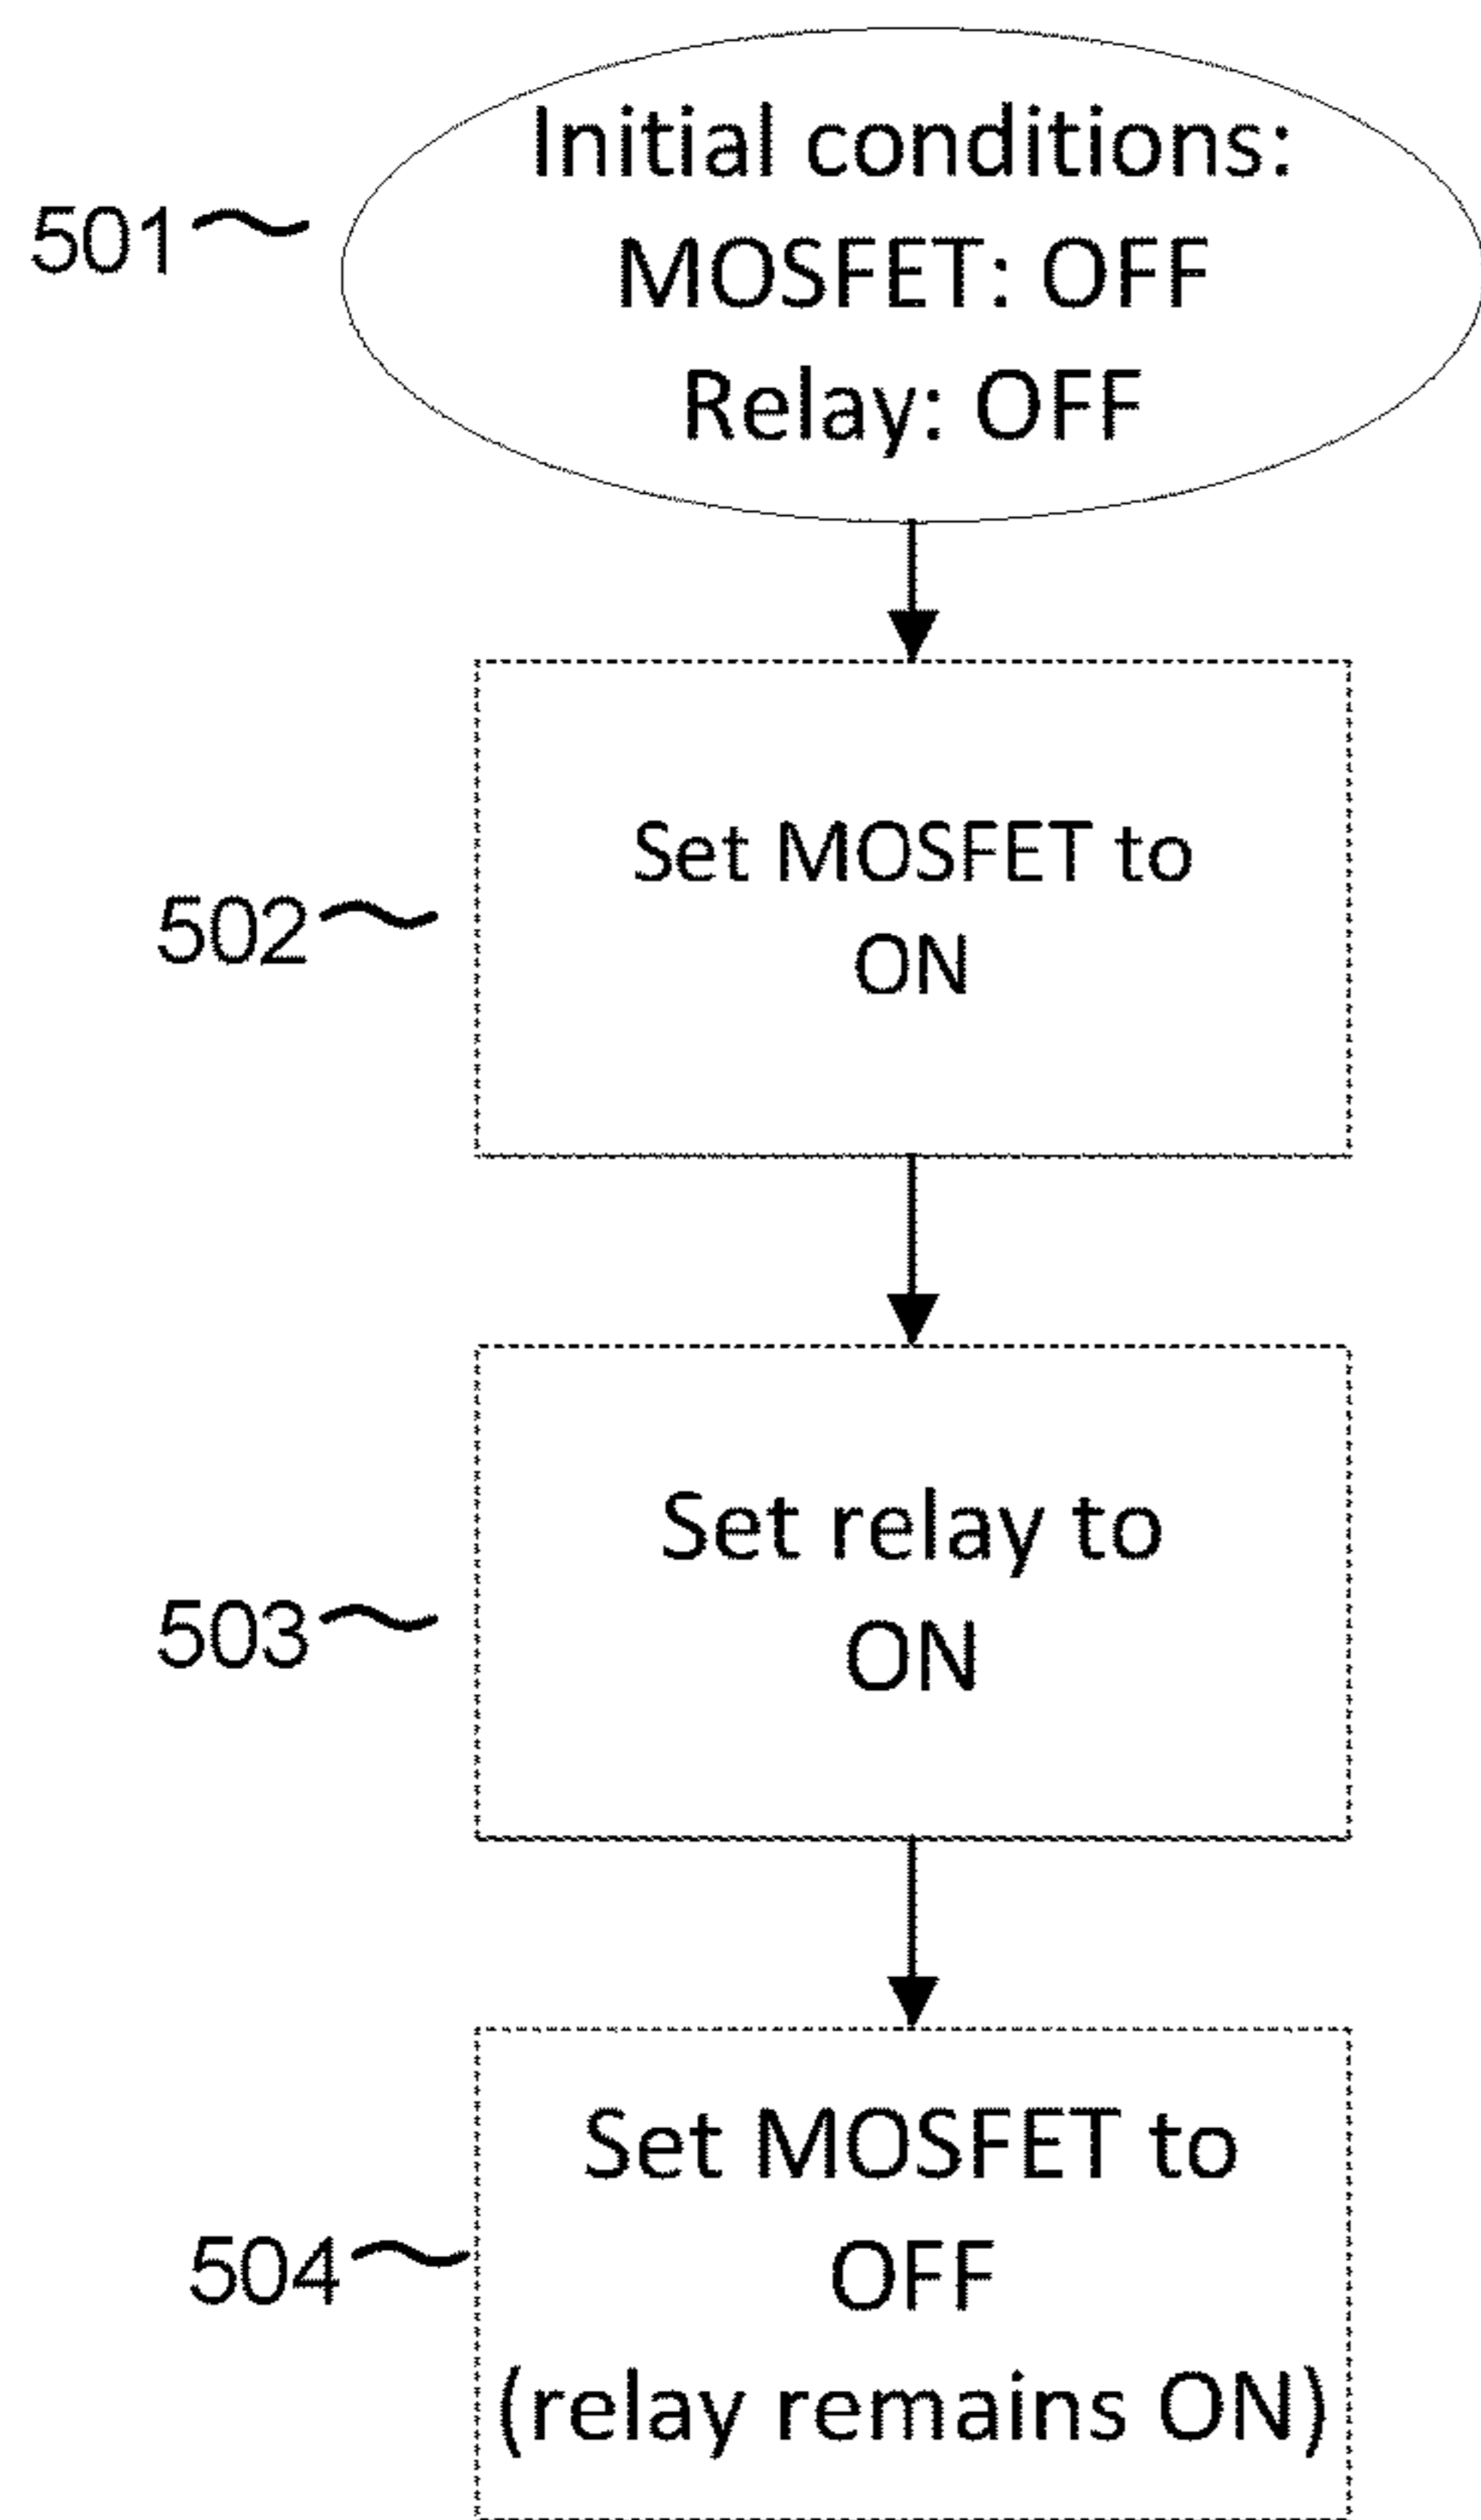 Initial conditions:
501
MOSFET: OFF
Relay: OFF
Set MOSFET to
502
ON
Set relay to
503
ON
Set MOSFET to
504
OFF
(relay remains ON)